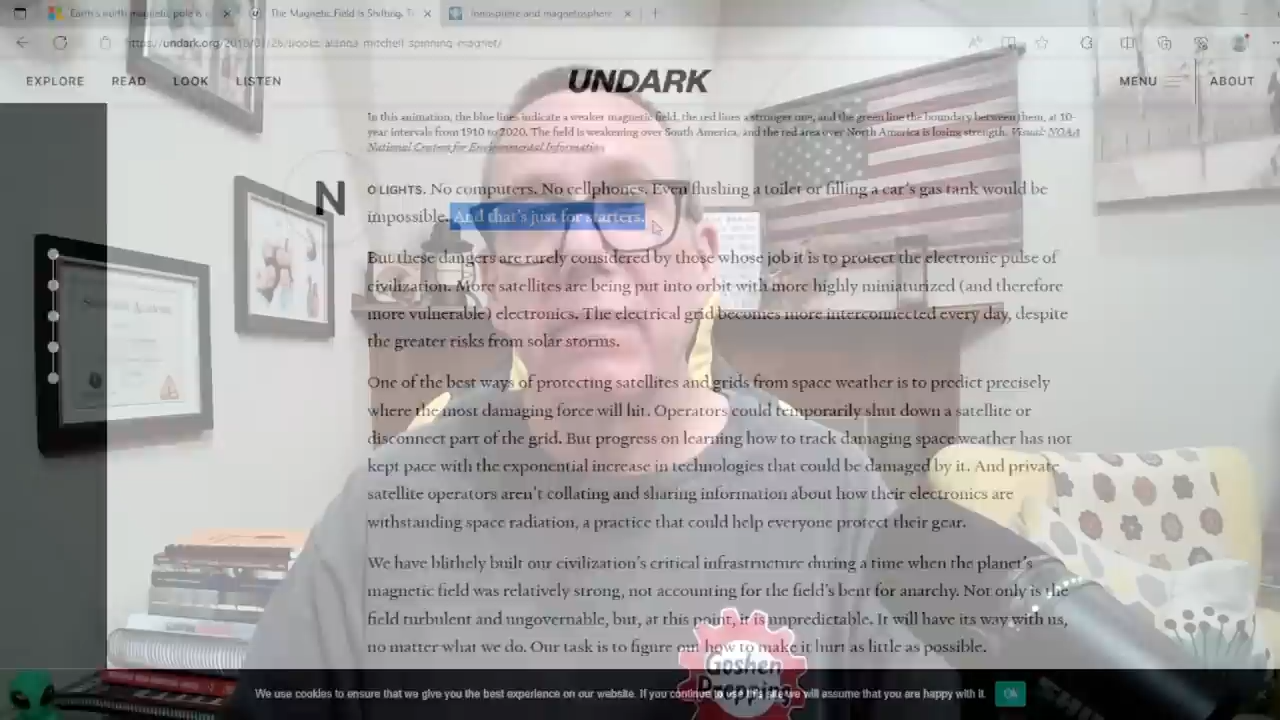 Earth's north magnetic pole is o
The Magnetic Field Is Shifting. T
Ionosphere and magnetosphere
https://undark.org/2018/01/26/books-alanna-mitchell-spinning-magnet/
EXPLORE READ LOOK LISTEN UNDARK MENU ABOUT
In this animation, the blue lines indicate a weaker magnetic field, the red lines a stronger one, and the green line the boundary between them, at 10-
year intervals from 1910 to 2020. The field is weakening over South America, and the red area over North America is losing strength. Visual: NOAA
National Centers for Environmental Information
NO LIGHTS. No computers. No cellphones. Even flushing a toilet or filling a car's gas tank would be
impossible. And that's just for starters.
But these dangers are rarely considered by those whose job it is to protect the electronic pulse of
civilization. More satellites are being put into orbit with more highly miniaturized (and therefore
more vulnerable) electronics. The electrical grid becomes more interconnected every day, despite
the greater risks from solar storms.
One of the best ways of protecting satellites and grids from space weather is to predict precisely
where the most damaging force will hit. Operators could temporarily shut down a satellite or
disconnect part of the grid. But progress on learning how to track damaging space weather has not
kept pace with the exponential increase in technologies that could be damaged by it. And private
satellite operators aren't collating and sharing information about how their electronics are
withstanding space radiation, a practice that could help everyone protect their gear.
We have blithely built our civilization's critical infrastructure during a time when the planet's
magnetic field was relatively strong, not accounting for the field's bent for anarchy. Not only is the
field turbulent and ungovernable, but, at this point, it is unpredictable. It will have its way with us,
no matter what we do. Our task is to figure out how to make it hurt as little as possible.
Goshen
Prepping
We use cookies to ensure that we give you the best experience on our website. If you continue to use this site we will assume that you are happy with it. Ok